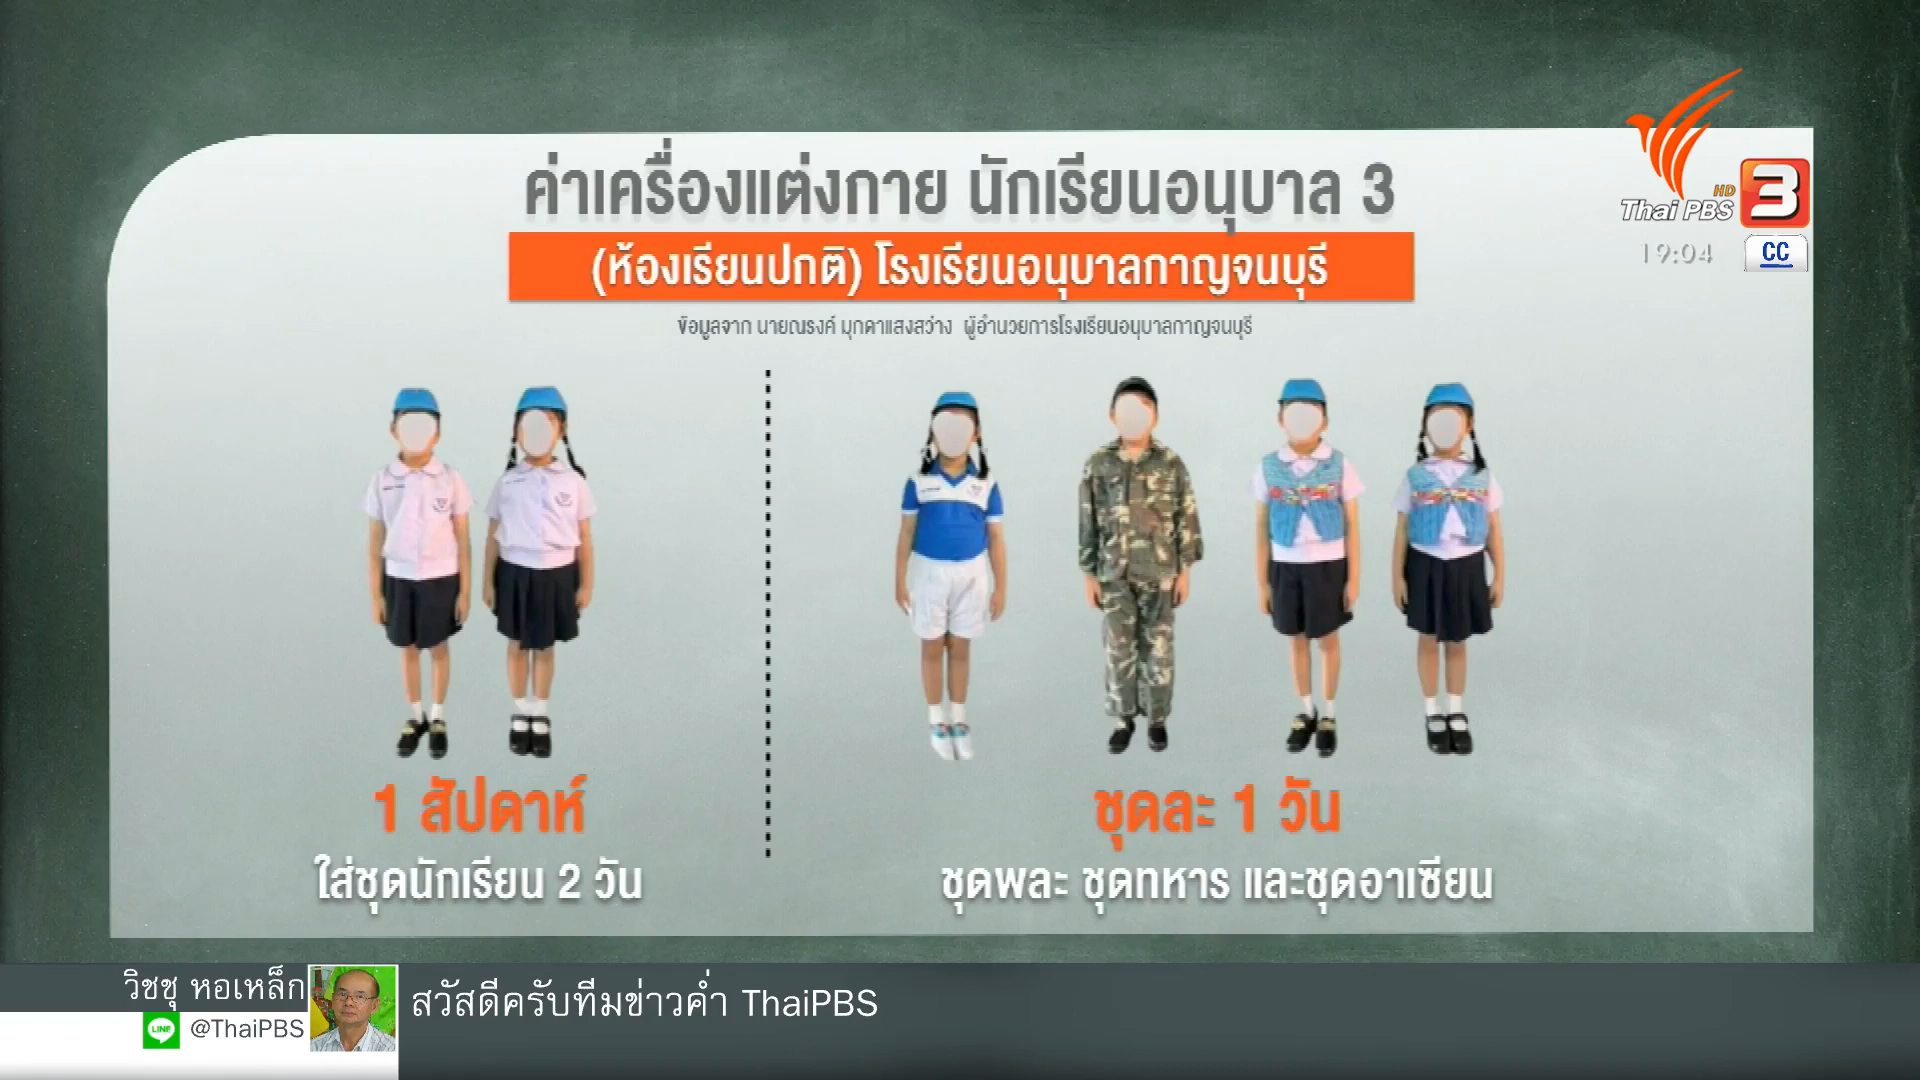 ค่าเครื่องแต่งกาย นักเรียนอนุบาล 3
(ห้องเรียนปกติ) โรงเรียนอนุบาลกาญจนบุรี
ข้อมูลจาก นายณรงค์ มุกดาแสงสว่าง ผู้อำนวยการโรงเรียนอนุบาลกาญจนบุรี
HD
Thai PBS 3
19:04 CC
1 สัปดาห์
ใส่ชุดนักเรียน 2 วัน
ชุดละ 1 วัน
ชุดพละ ชุดทหาร และชุดอาเซียน
วิชชุ หอเหล็ก
LINE @ThaiPBS
สวัสดีครับทีมข่าวค่ำ ThaiPBS